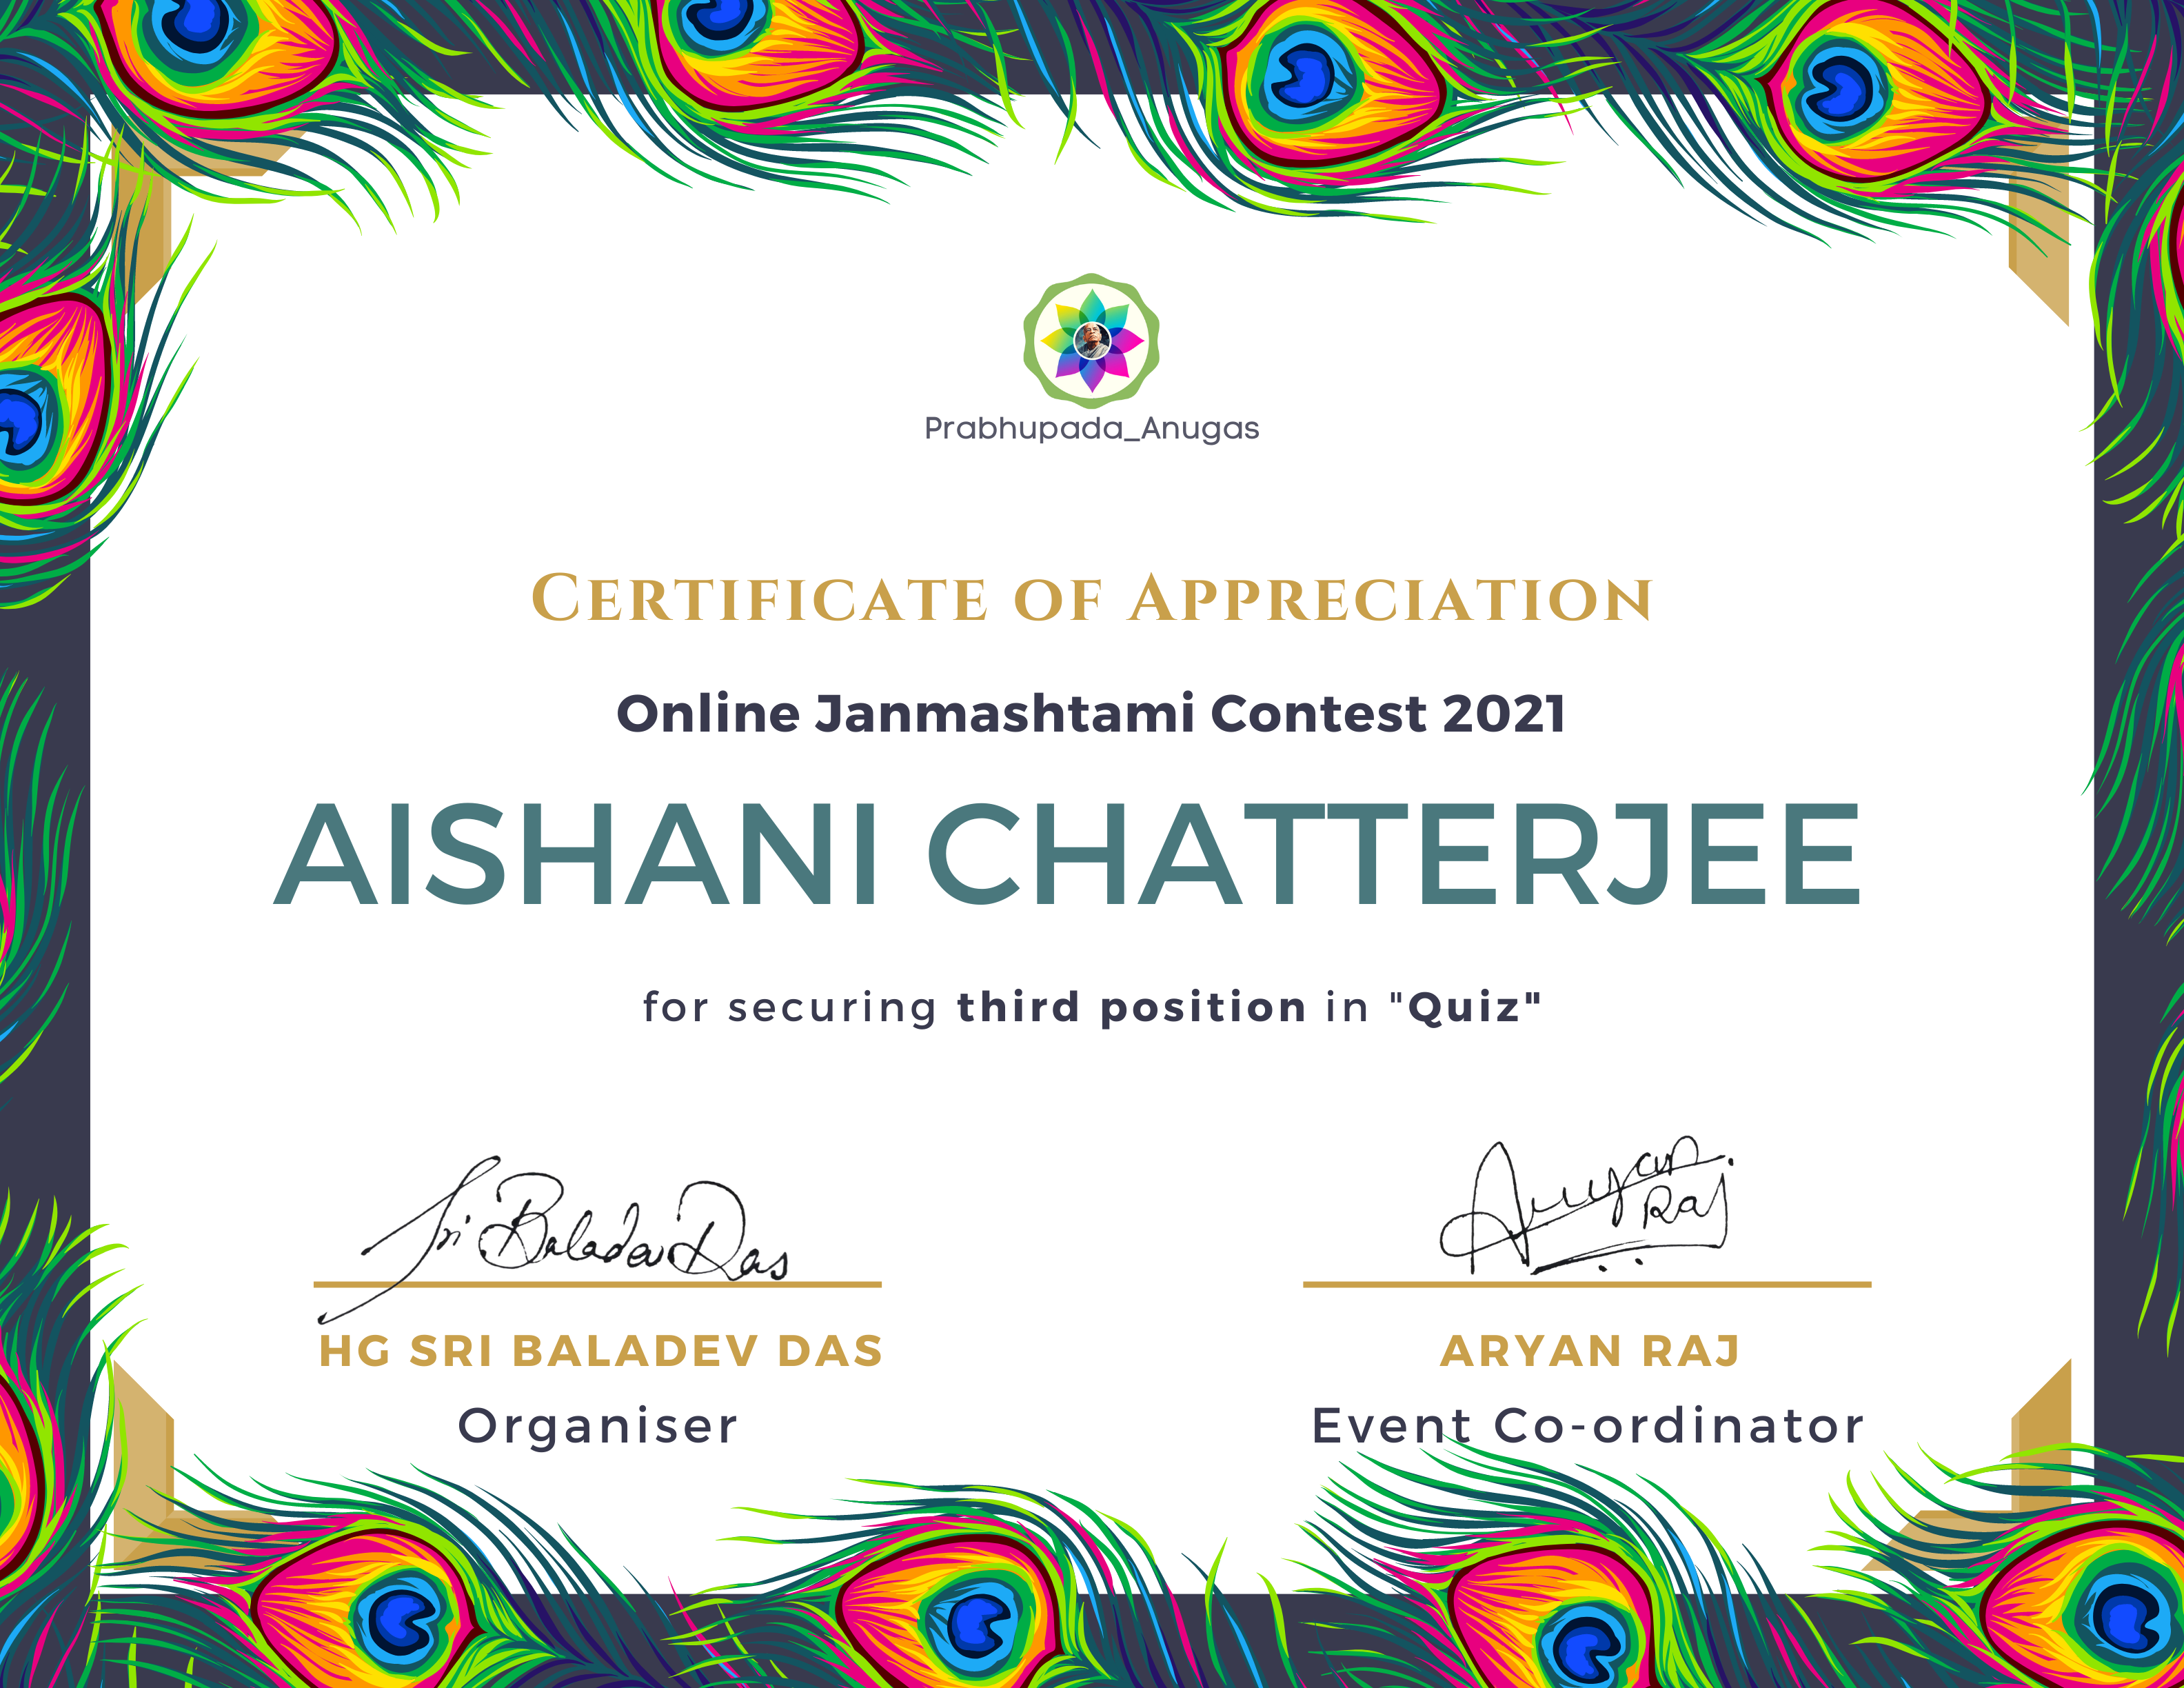 Prabhupada_Anugas
Certificate of Appreciation
Online Janmashtami Contest 2021
AISHANI CHATTERJEE
for securing third position in "Quiz"
Sri Baladev Das
Aryan
Raj
HG SRI BALADEV DAS
ARYAN RAJ
Organiser
Event Co-ordinator